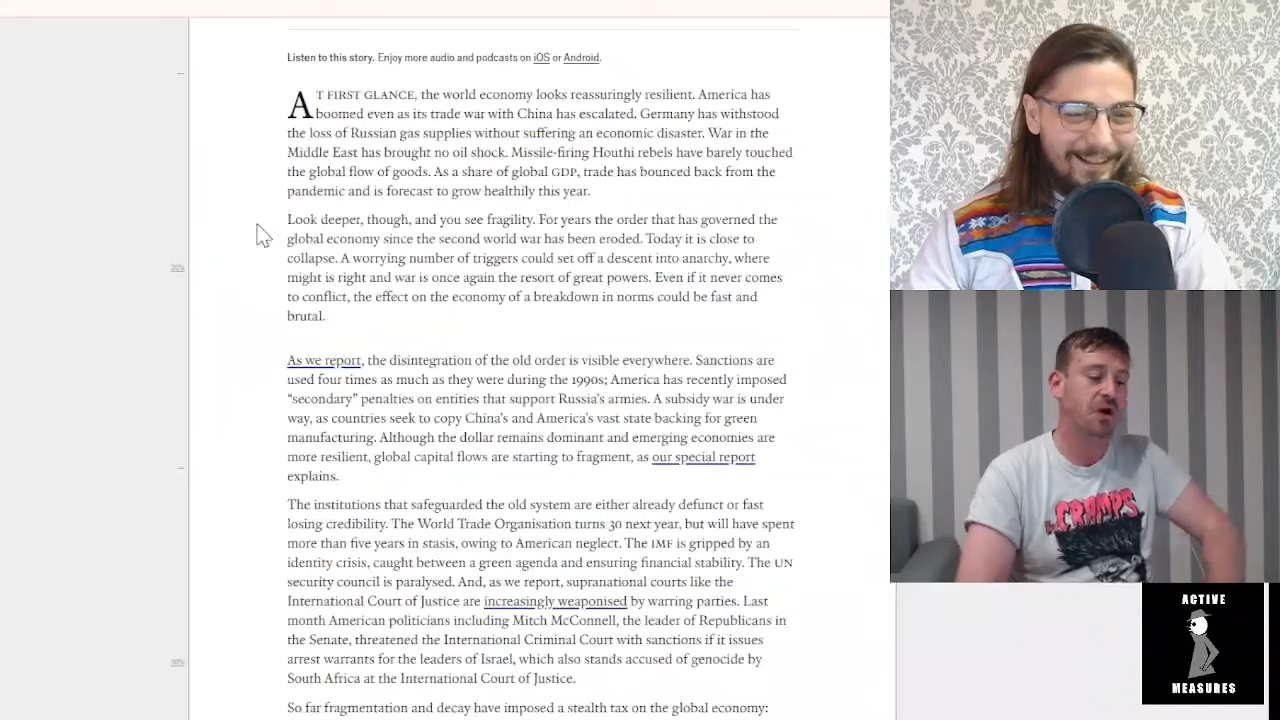 Listen to this story. Enjoy more audio and podcasts on iOS or Android.
AT FIRST GLANCE, the world economy looks reassuringly resilient. America has
boomed even as its trade war with China has escalated. Germany has withstood
the loss of Russian gas supplies without suffering an economic disaster. War in the
Middle East has brought no oil shock. Missile-firing Houthi rebels have barely touched
the global flow of goods. As a share of global GDP, trade has bounced back from the
pandemic and is forecast to grow healthily this year.
Look deeper, though, and you see fragility. For years the order that has governed the
global economy since the second world war has been eroded. Today it is close to
collapse. A worrying number of triggers could set off a descent into anarchy, where
might is right and war is once again the resort of great powers. Even if it never comes
to conflict, the effect on the economy of a breakdown in norms could be fast and
brutal.
As we report, the disintegration of the old order is visible everywhere. Sanctions are
used four times as much as they were during the 1990s; America has recently imposed
“secondary” penalties on entities that support Russia’s armies. A subsidy war is under
way, as countries seek to copy China’s and America’s vast state backing for green
manufacturing. Although the dollar remains dominant and emerging economies are
more resilient, global capital flows are starting to fragment, as our special report
explains.
The institutions that safeguarded the old system are either already defunct or fast
losing credibility. The World Trade Organisation turns 30 next year, but will have spent
more than five years in stasis, owing to American neglect. The IMF is gripped by an
identity crisis, caught between a green agenda and ensuring financial stability. The UN
security council is paralysed. And, as we report, supranational courts like the
International Court of Justice are increasingly weaponised by warring parties. Last
month American politicians including Mitch McConnell, the leader of Republicans in
the Senate, threatened the International Criminal Court with sanctions if it issues
arrest warrants for the leaders of Israel, which also stands accused of genocide by
South Africa at the International Court of Justice.
So far fragmentation and decay have imposed a stealth tax on the global economy:
CRAMPS
ACTIVE
MEASURES